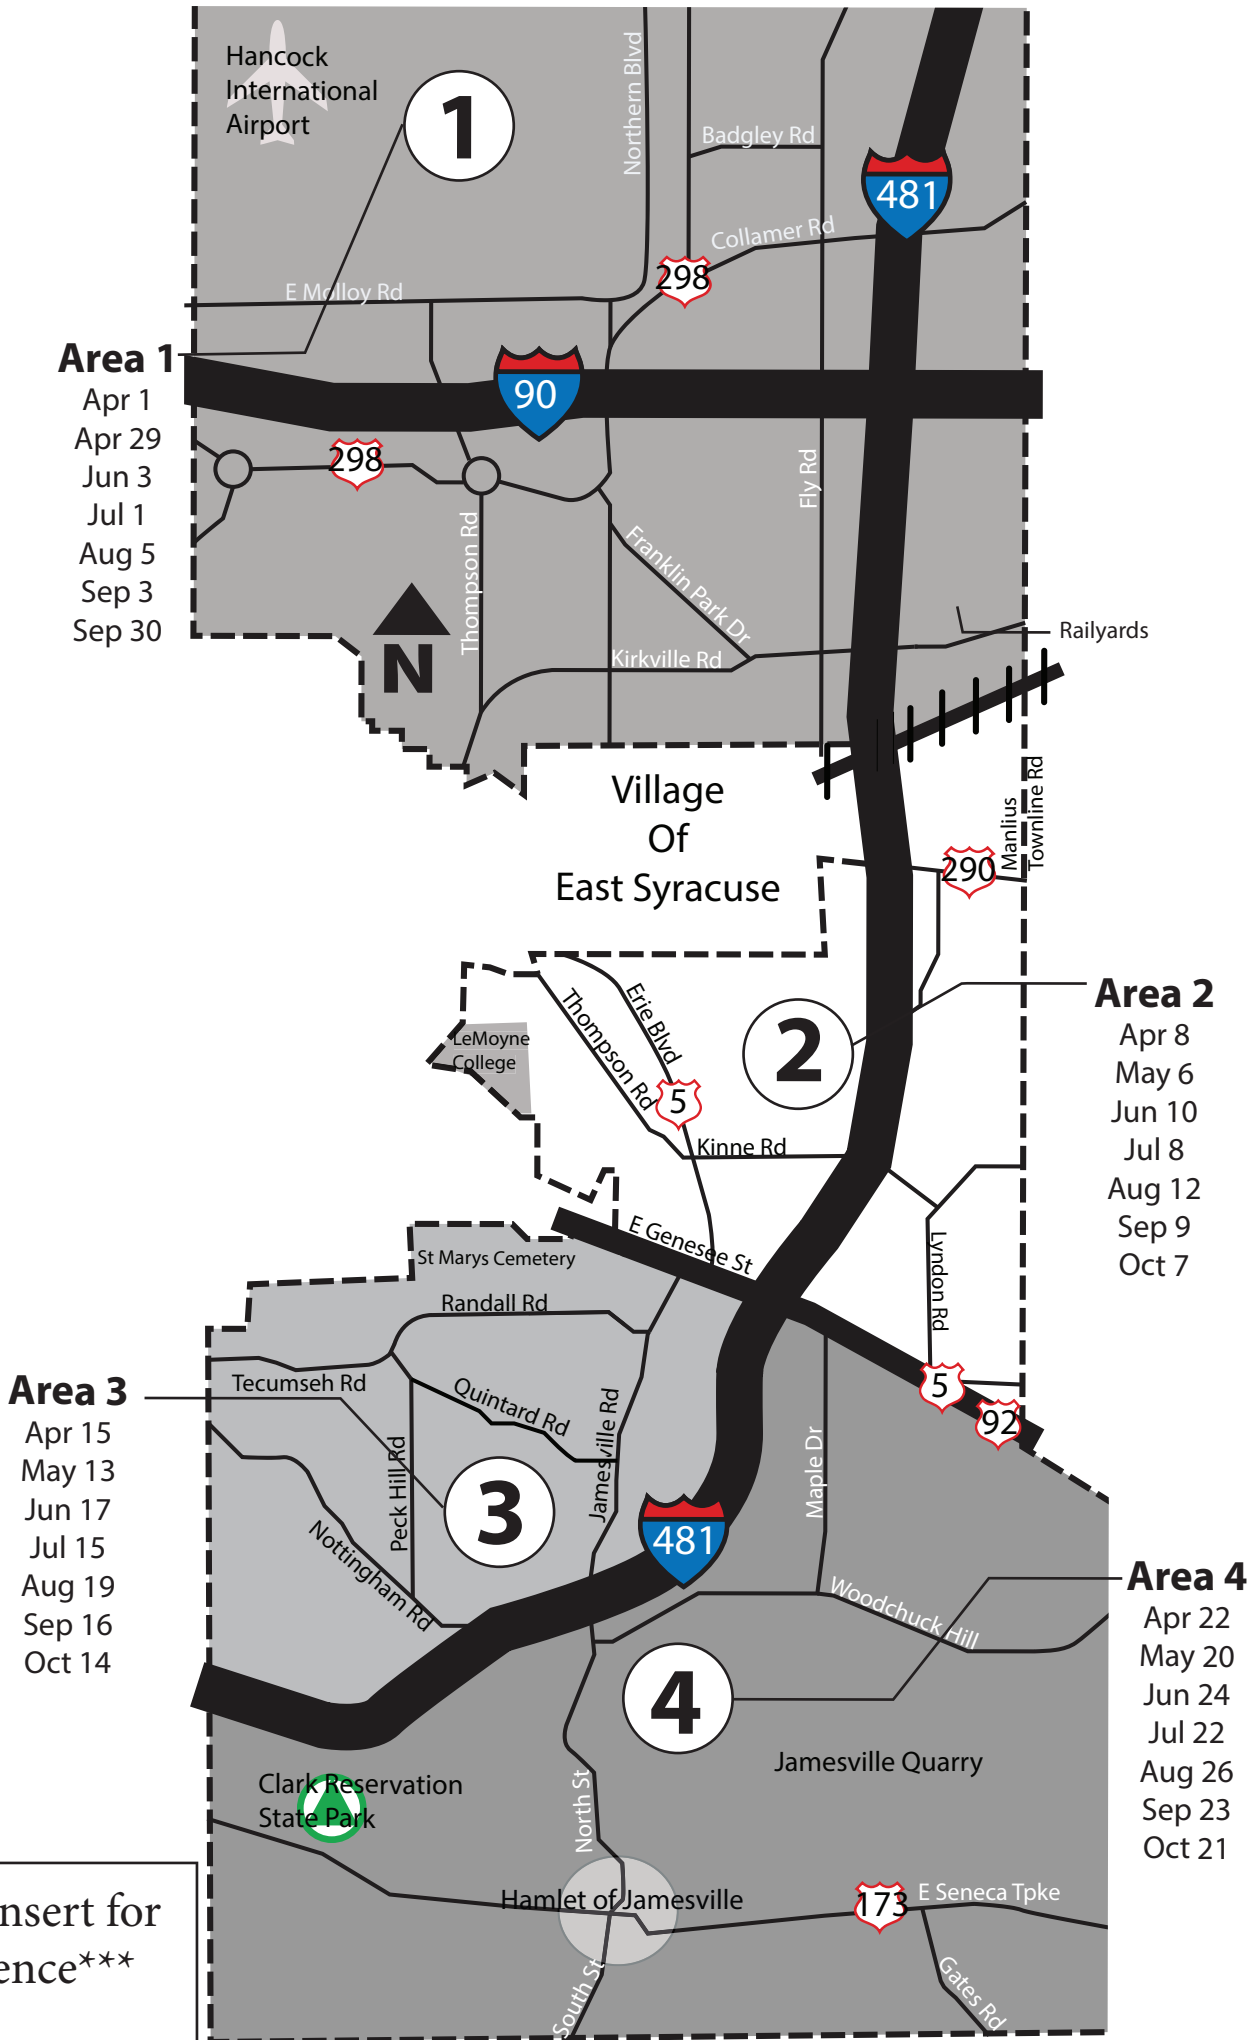 Hancock
International
Airport
1
Northern Blvd
Badgley Rd
481
Collamer Rd
298
E Molloy Rd
Area 1
Apr 1
Apr 29
Jun 3
Jul 1
Aug 5
Sep 3
Sep 30
90
298
Fly Rd
Thompson Rd
Franklin Park Dr
N
Kirkville Rd
Railyards
Village
Of
East Syracuse
Manlius
Townline Rd
290
Area 2
Apr 8
May 6
Jun 10
Jul 8
Aug 12
Sep 9
Oct 7
Erie Blvd
Thompson Rd
2
LeMoyne
College
5
Kinne Rd
E Genesee St
St Marys Cemetery
Lyndon Rd
Randall Rd
Tecumseh Rd
Quintard Rd
5
92
Area 3
Apr 15
May 13
Jun 17
Jul 15
Aug 19
Sep 16
Oct 14
Jamesville Rd
Peck Hill Rd
Maple Dr
3
481
Nottingham Rd
Woodchuck Hill
Area 4
Apr 22
May 20
Jun 24
Jul 22
Aug 26
Sep 23
Oct 21
4
Jamesville Quarry
Clark Reservation
State Park
North St
Hamlet of Jamesville
173
E Seneca Tpke
South St
Gates Rd
nsert for
ence***